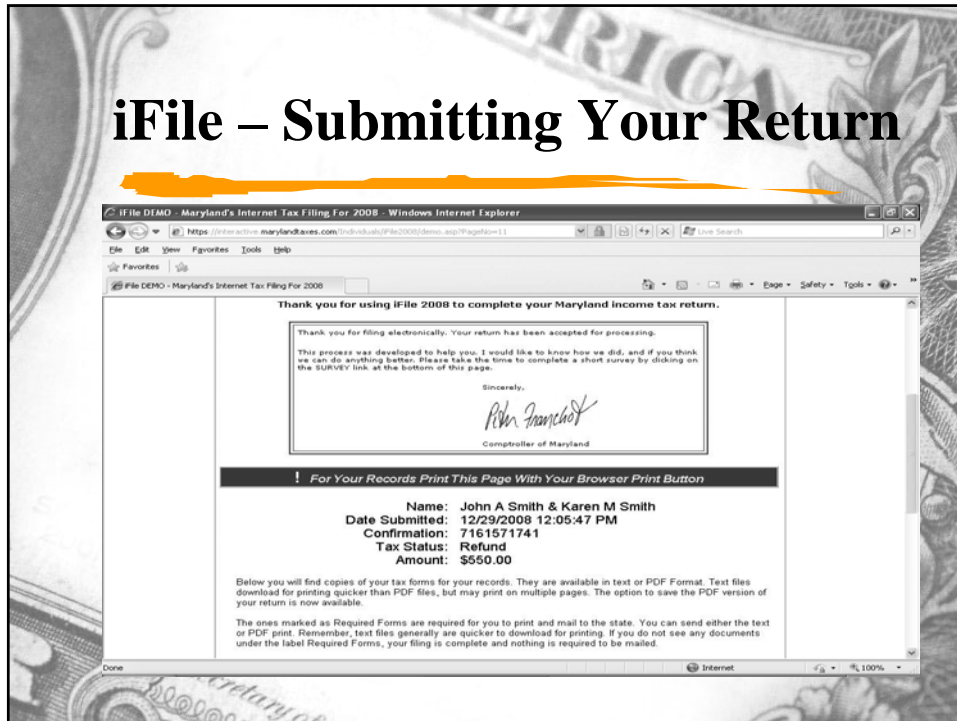 ERICA
iFile – Submitting Your Return
iFile DEMO - Maryland's Internet Tax Filing For 2008 - Windows Internet Explorer
https://interactive.marylandtaxes.com/Individuals/iFile2008/demo.asp?PageNo=11
Live Search
File Edit View Favorites Tools Help
Favorites
iFile DEMO - Maryland's Internet Tax Filing For 2008
Page Safety Tools
Thank you for using iFile 2008 to complete your Maryland income tax return.
Thank you for filing electronically. Your return has been accepted for processing.
This process was developed to help you. I would like to know how we did, and if you think
we can do anything better. Please take the time to complete a short survey by clicking on
the SURVEY link at the bottom of this page.
Sincerely,
Peter Franchot
Comptroller of Maryland
! For Your Records Print This Page With Your Browser Print Button
Name: John A Smith & Karen M Smith
Date Submitted: 12/29/2008 12:05:47 PM
Confirmation: 7161571741
Tax Status: Refund
Amount: $550.00
Below you will find copies of your tax forms for your records. They are available in text or PDF Format. Text files
download for printing quicker than PDF files, but may print on multiple pages. The option to save the PDF version of
your return is now available.
The ones marked as Required Forms are required for you to print and mail to the state. You can send either the text
or PDF print. Remember, text files generally are quicker to download for printing. If you do not see any documents
under the label Required Forms, your filing is complete and nothing is required to be mailed.
Done
Internet
100%
cretary of